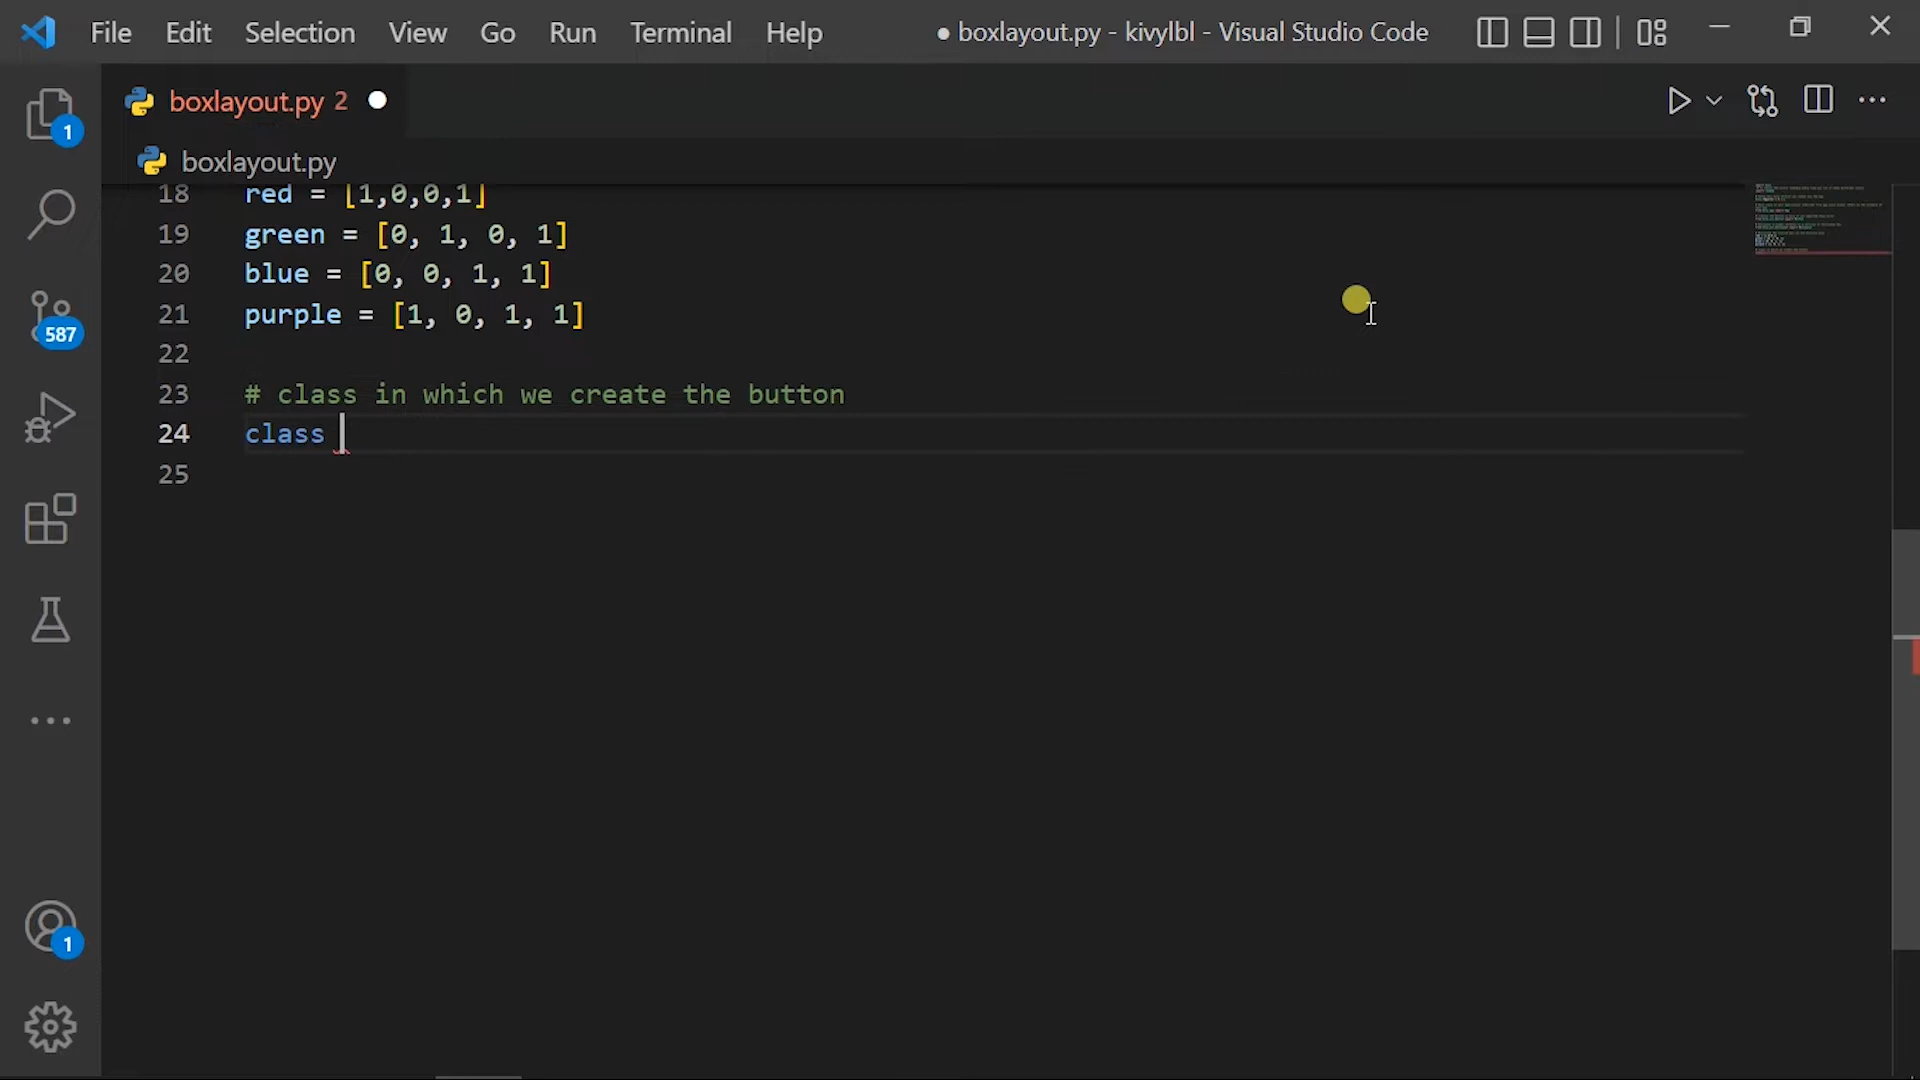 File Edit Selection View Go Run Terminal Help ● boxlayout.py - kivylbl - Visual Studio Code
boxlayout.py 2
boxlayout.py
1
587
1
18 red = [1,0,0,1]
19 green = [0, 1, 0, 1]
20 blue = [0, 0, 1, 1]
21 purple = [1, 0, 1, 1]
22
23 # class in which we create the button
24 class
25